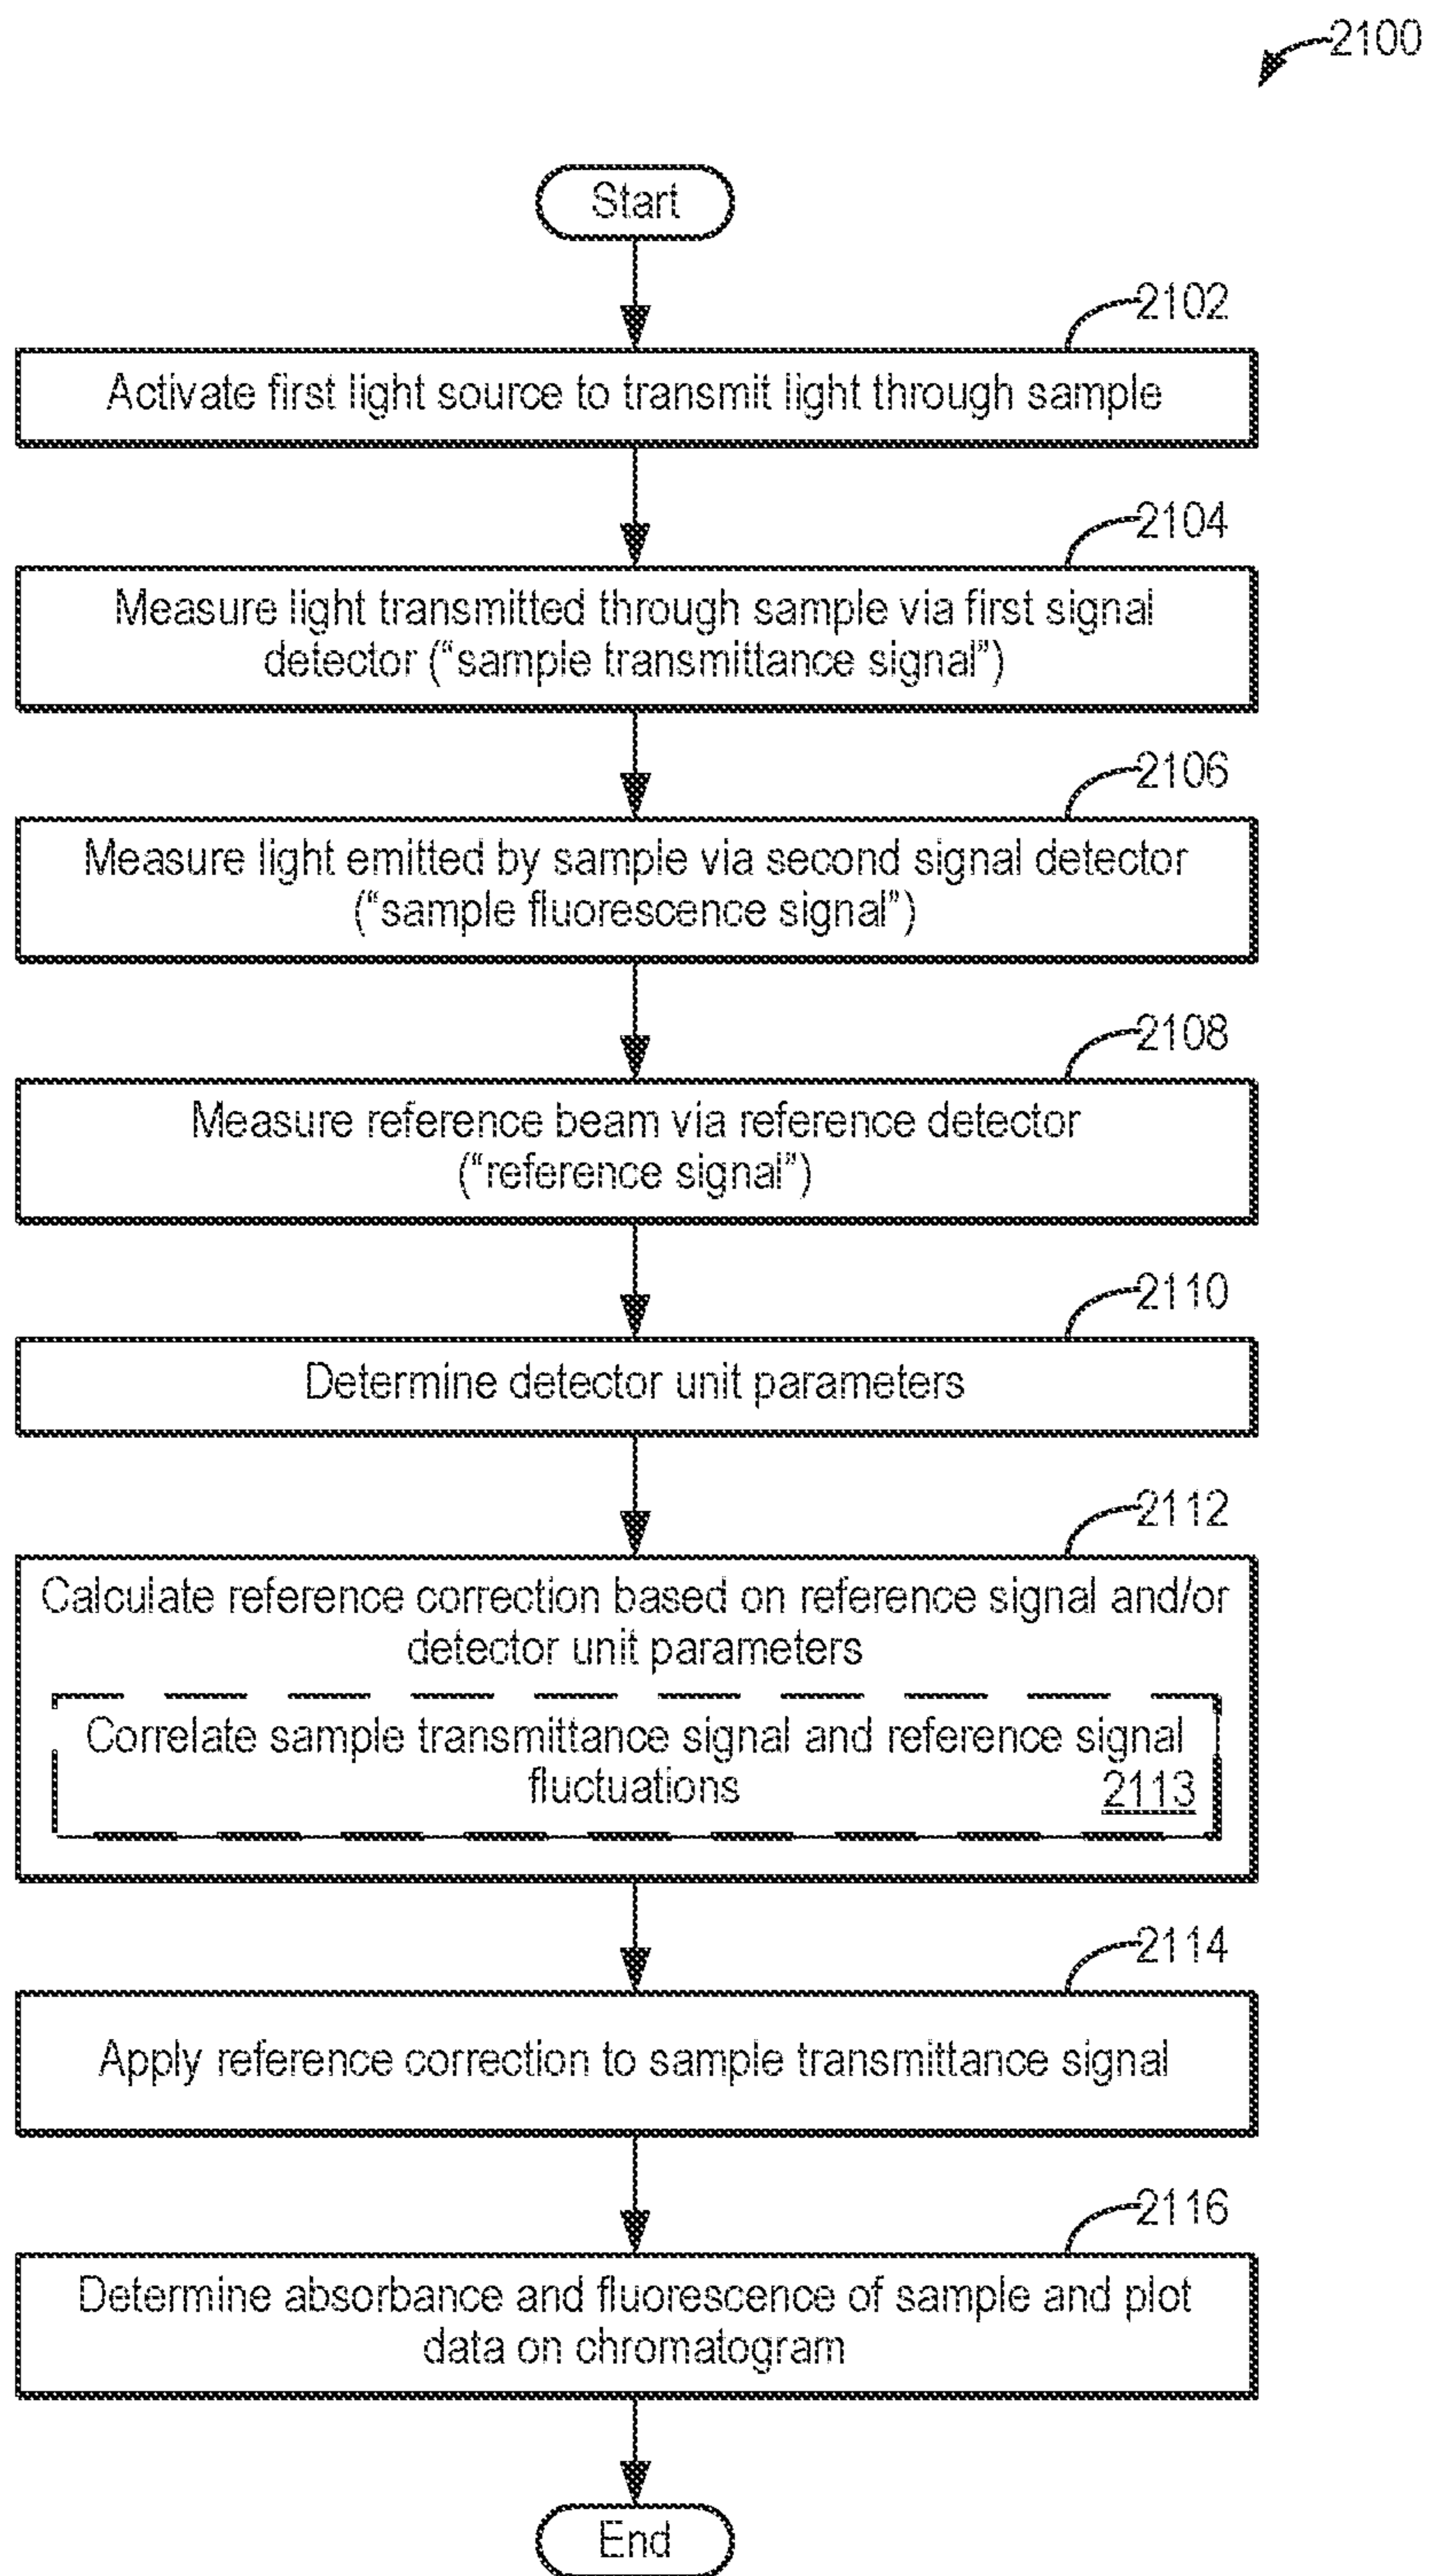 2100
Start
2102
Activate first light source to transmit light through sample
2104
Measure light transmitted through sample via first signal
detector (“sample transmittance signal”)
2106
Measure light emitted by sample via second signal detector
(“sample fluorescence signal”)
2108
Measure reference beam via reference detector
(“reference signal”)
2110
Determine detector unit parameters
2112
Calculate reference correction based on reference signal and/or
detector unit parameters
Correlate sample transmittance signal and reference signal
fluctuations
2113
2114
Apply reference correction to sample transmittance signal
2116
Determine absorbance and fluorescence of sample and plot
data on chromatogram
End